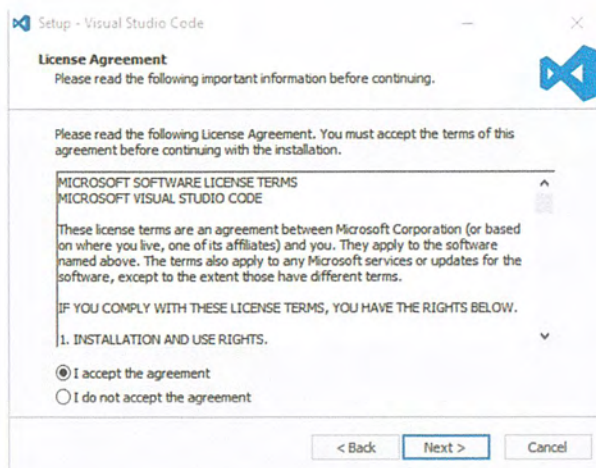 Setup - Visual Studio Code
License Agreement
Please read the following important information before continuing.
Please read the following License Agreement. You must accept the terms of this
agreement before continuing with the installation.
MICROSOFT SOFTWARE LICENSE TERMS
MICROSOFT VISUAL STUDIO CODE
These license terms are an agreement between Microsoft Corporation (or based
on where you live, one of its affiliates) and you. They apply to the software
named above. The terms also apply to any Microsoft services or updates for the
software, except to the extent those have different terms.
IF YOU COMPLY WITH THESE LICENSE TERMS, YOU HAVE THE RIGHTS BELOW.
1. INSTALLATION AND USE RIGHTS.
I accept the agreement
I do not accept the agreement
< Back Next > Cancel